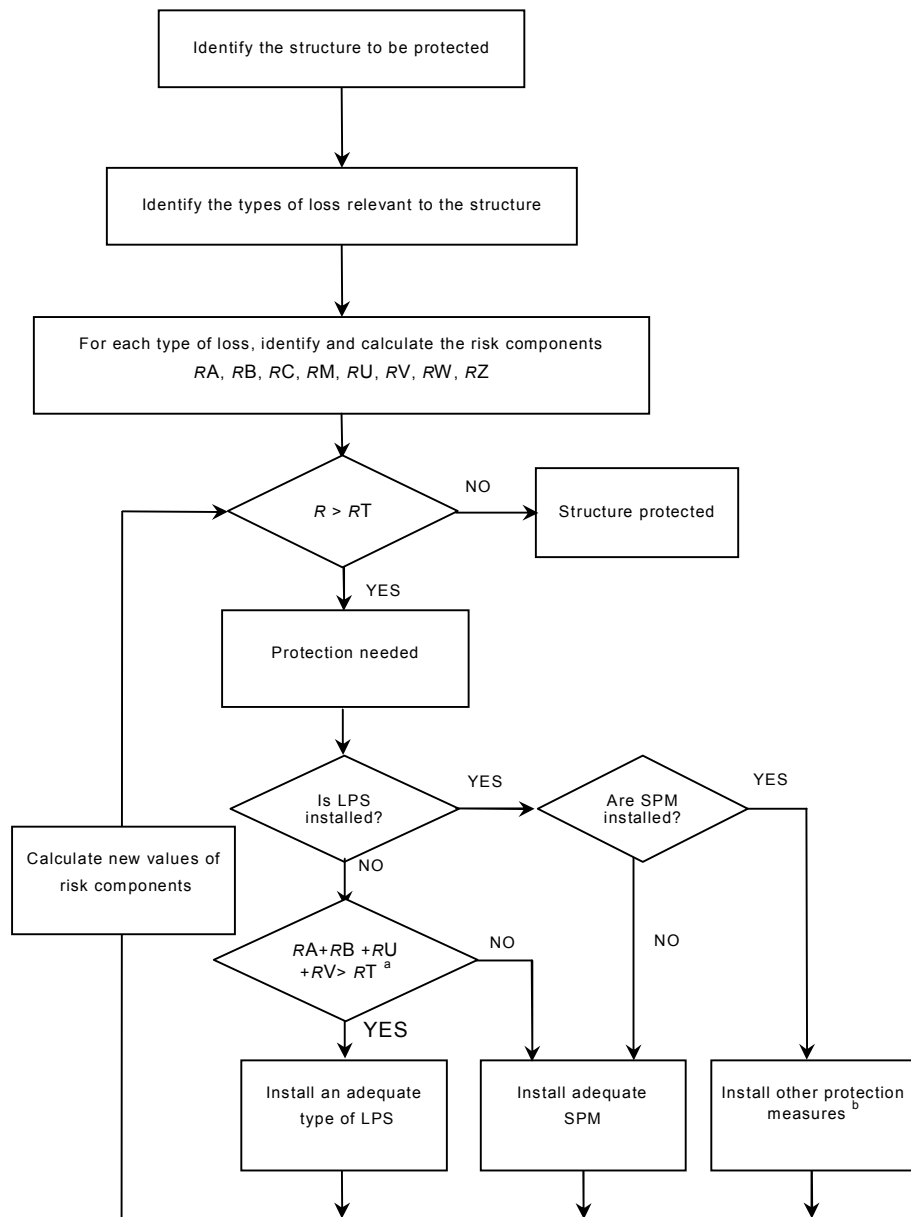 Identify the structure to be protected
Identify the types of loss relevant to the structure
For each type of loss, identify and calculate the risk components
RA, RB, RC, RM, RU, RV, RW, RZ
R > RT
NO
Structure protected
YES
Protection needed
Is LPS
installed?
YES
Are SPM
installed?
YES
Calculate new values of
risk components
NO
RA+RB +RU
+RV> RT a
NO
NO
YES
Install an adequate
type of LPS
Install adequate
SPM
Install other protection
measures b